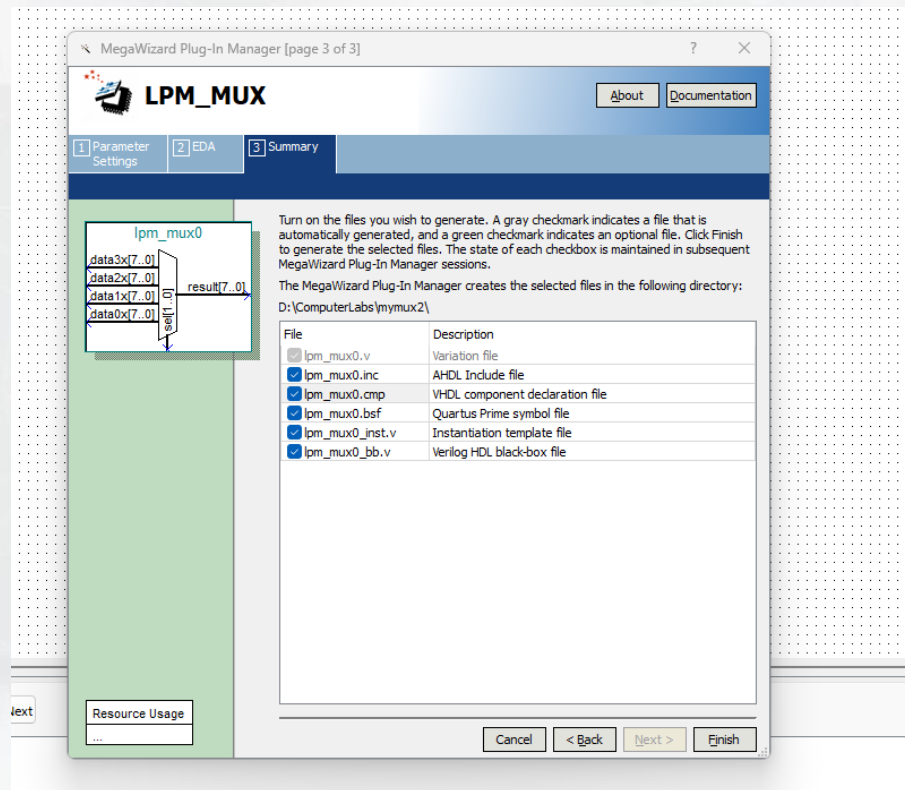 MegaWizard Plug-In Manager [page 3 of 3]
? ×
LPM_MUX
About
Documentation
1 Parameter Settings
2 EDA
3 Summary
lpm_mux0
data3x[7..0]
data2x[7..0]
data1x[7..0]
data0x[7..0]
sel[1..0]
result[7..0]
Turn on the files you wish to generate. A gray checkmark indicates a file that is
automatically generated, and a green checkmark indicates an optional file. Click Finish
to generate the selected files. The state of each checkbox is maintained in subsequent
MegaWizard Plug-In Manager sessions.
The MegaWizard Plug-In Manager creates the selected files in the following directory:
D:\ComputerLabs\mymux2\
File Description
lpm_mux0.v Variation file
lpm_mux0.inc AHDL Include file
lpm_mux0.cmp VHDL component declaration file
lpm_mux0.bsf Quartus Prime symbol file
lpm_mux0_inst.v Instantiation template file
lpm_mux0_bb.v Verilog HDL black-box file
Resource Usage
...
Cancel < Back Next > Finish